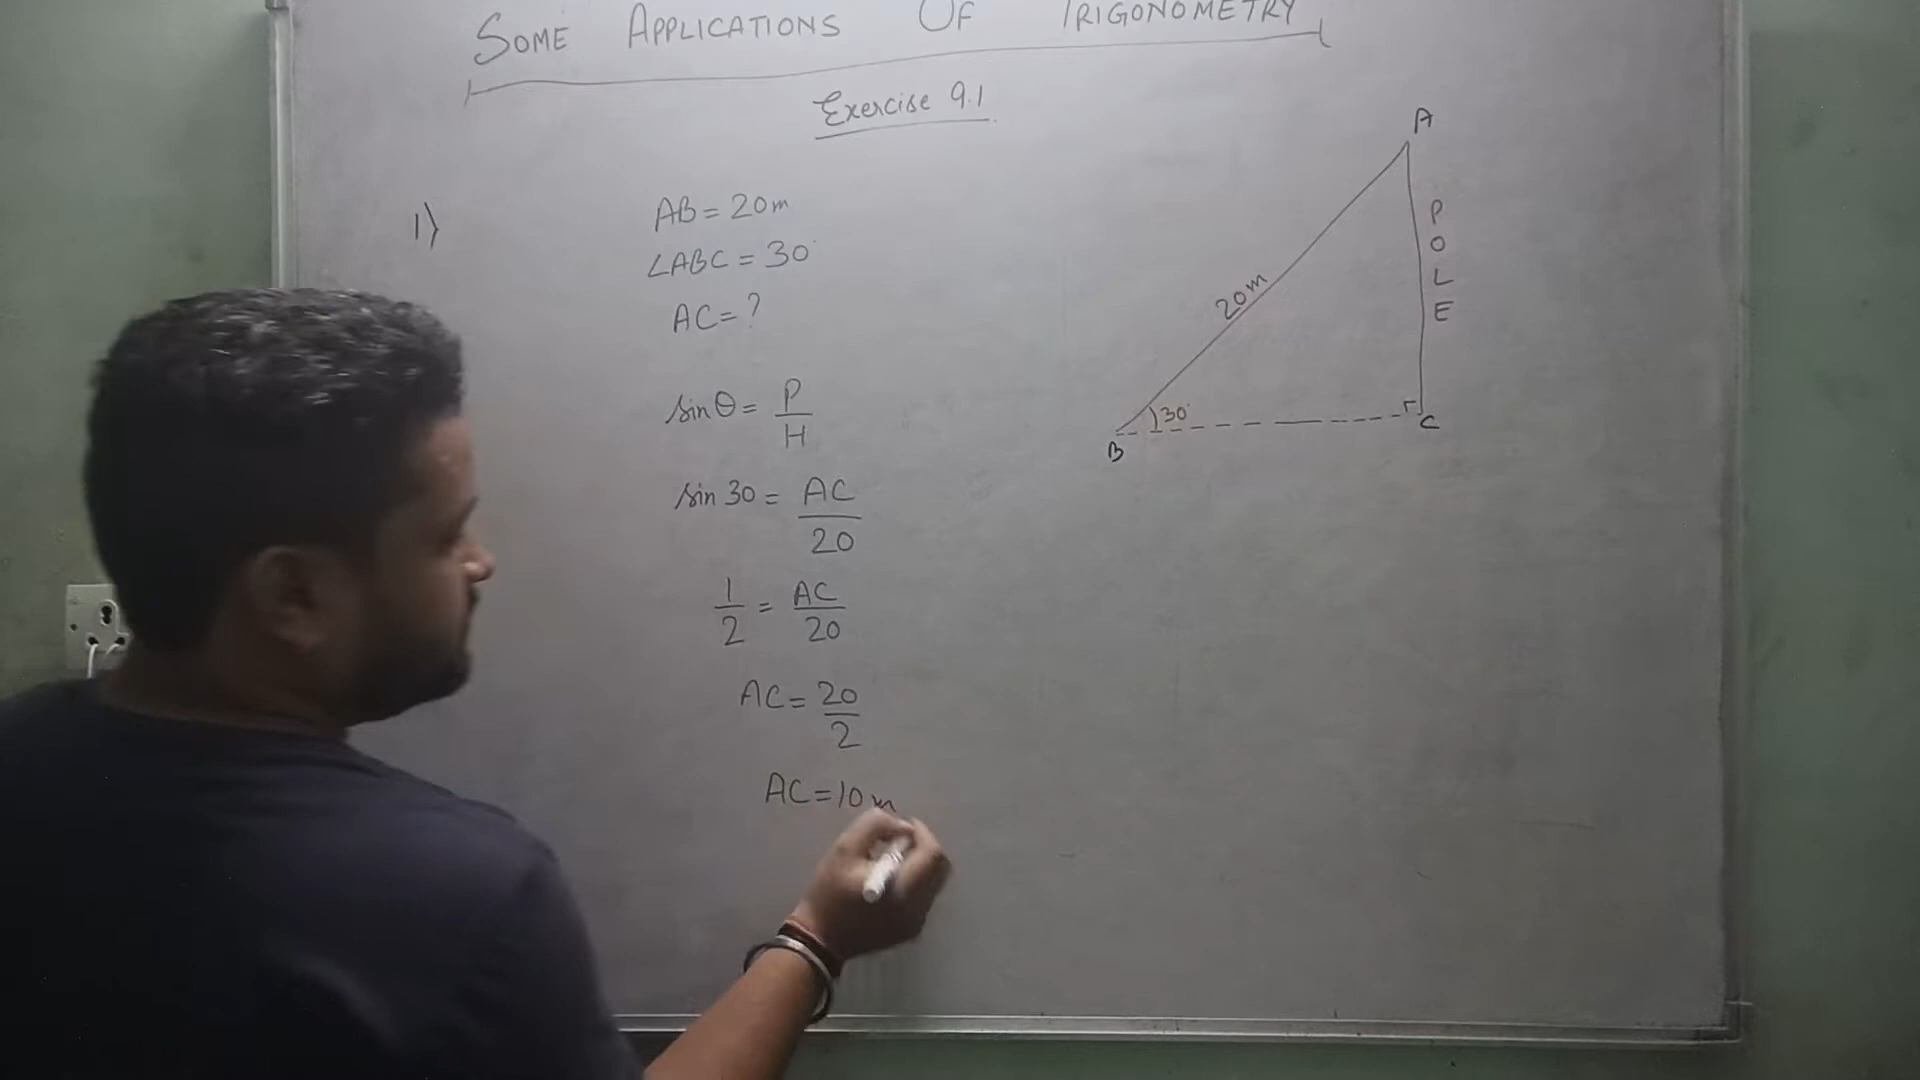 SOME APPLICATIONS OF TRIGONOMETRY
Exercise 9.1
1)
AB = 20m
∠ABC = 30°
AC = ?
sin θ = P/H
sin 30 = AC/20
1/2 = AC/20
AC = 20/2
AC = 10m
A
POLE
20m
30°
B
C